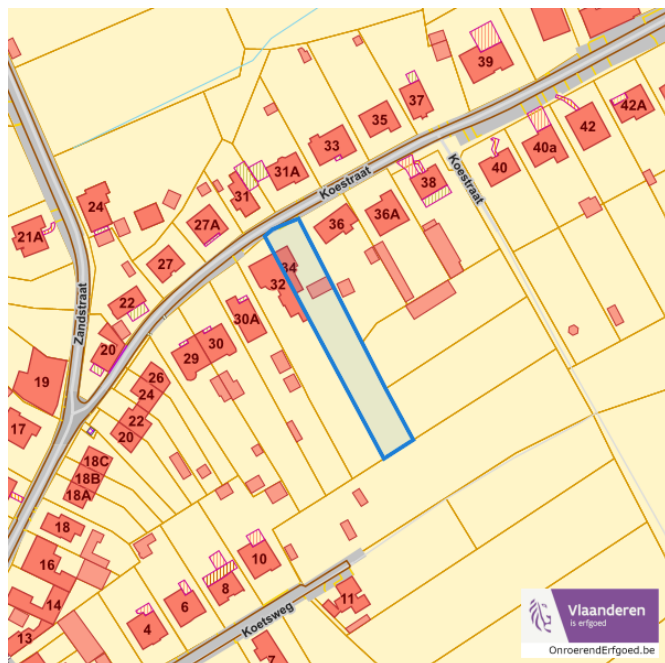 39
37
35
33
42A
42
40a
40
31A
31
Koestraat
Koestraat
38
24
27A
36A
36
21A
27
34
32
22
Zandstraat
30A
20
30
29
19
26
24
22
20
17
18C
18B
18A
18
16
10
8
14
6
11
4
Koetsweg
13
7
Vlaanderen
is erfgoed
OnroerendErfgoed.be